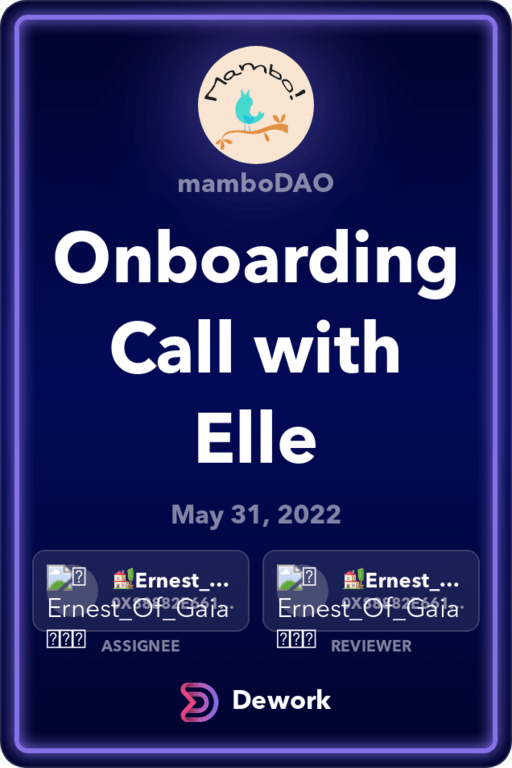 Mambo!
mamboDAO
Onboarding
Call with
Elle
May 31, 2022
🏡Ernest_...
Ernest_Of_Gaia
ASSIGNEE
🏡Ernest_...
Ernest_Of_Gaia
REVIEWER
Dework